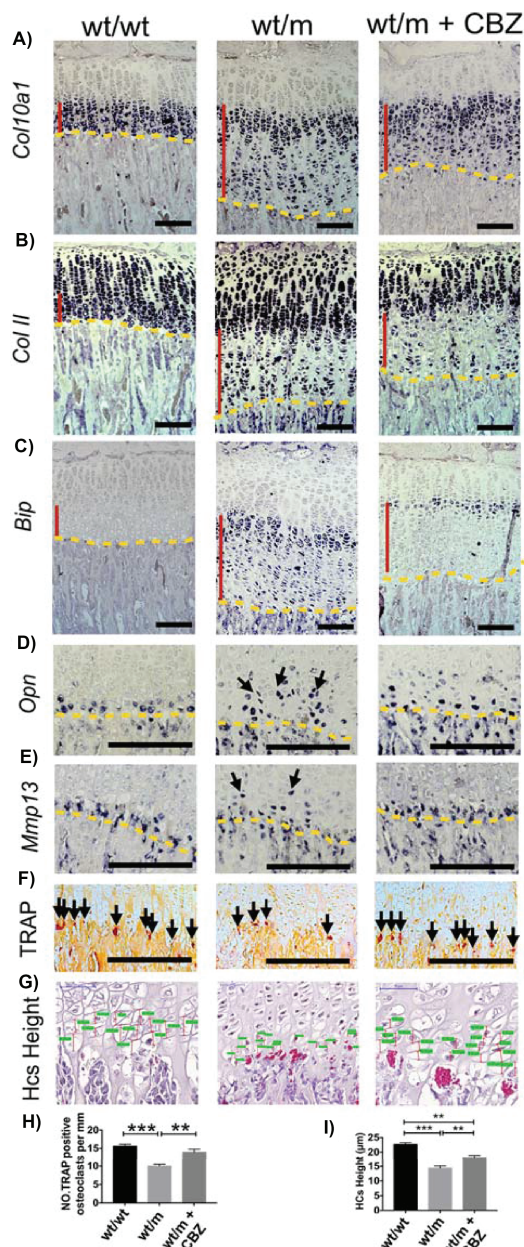 wt/wt wt/m wt/m + CBZ
A)
Col10a1
B)
Col II
C)
Bip
D)
Opn
E)
Mmp13
F)
TRAP
G)
Hcs Height
H)
NO.TRAP positive
osteoclasts per mm
20
15
10
5
0
*** **
wt/wt
wt/m
wt/m +
CBZ
I)
HCs Height (µm)
25
20
15
10
5
0
**
*** **
wt/wt
wt/m
wt/m +
CBZ